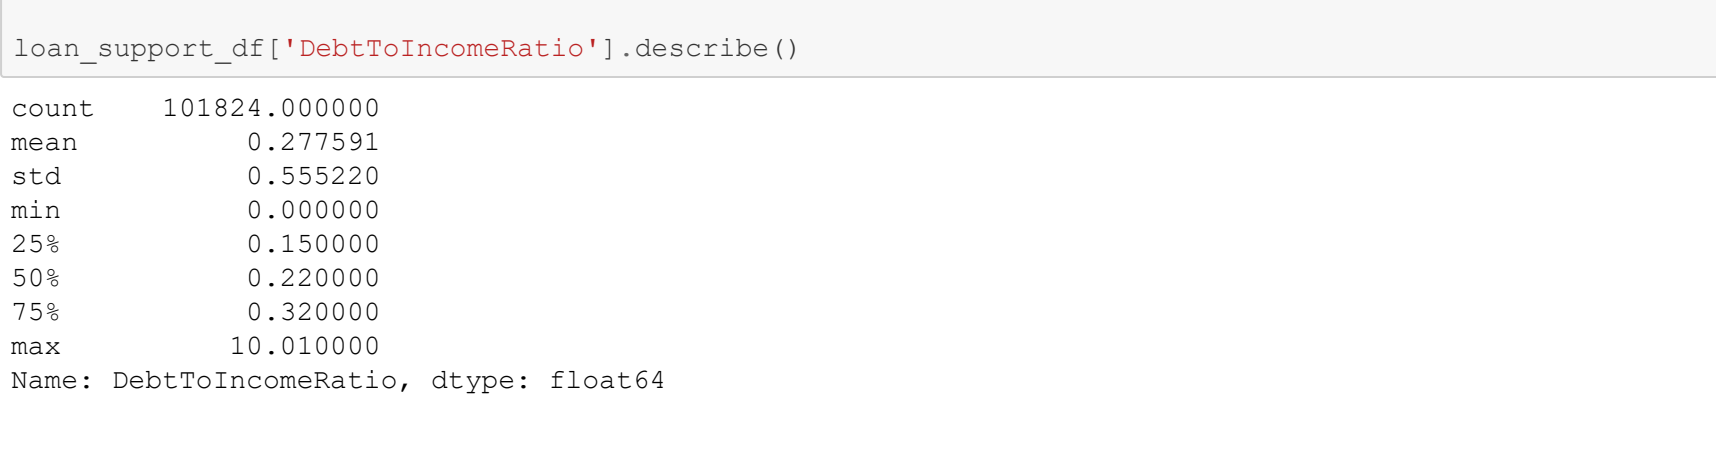 loan_support_df['DebtToIncomeRatio'].describe()
count    101824.000000
mean          0.277591
std           0.555220
min           0.000000
25%           0.150000
50%           0.220000
75%           0.320000
max          10.010000
Name: DebtToIncomeRatio, dtype: float64